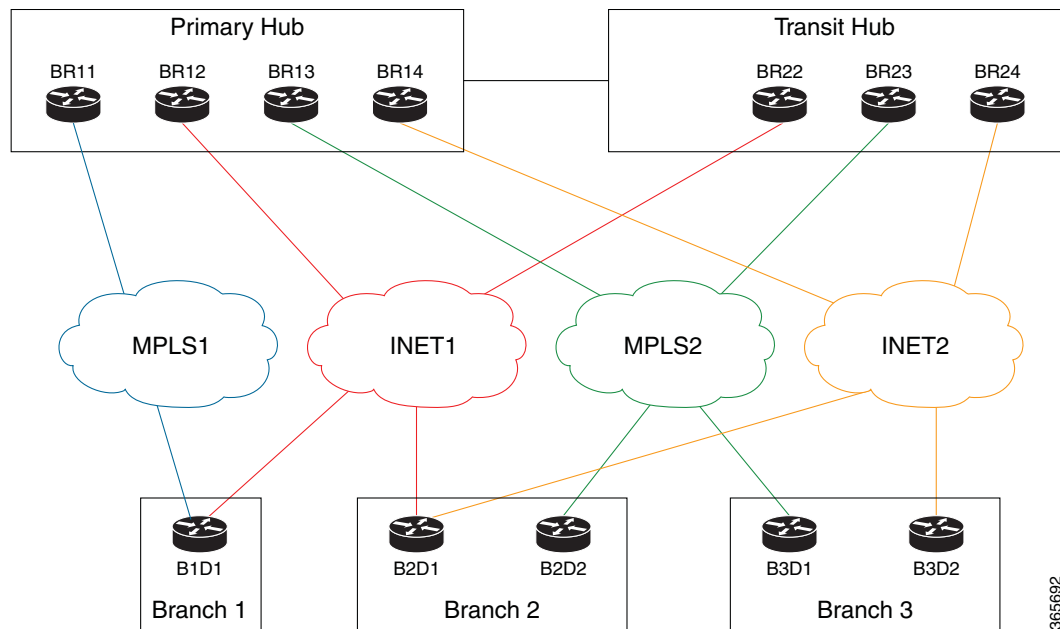 Primary Hub
Transit Hub
BR11
BR12
BR13
BR14
BR22
BR23
BR24
MPLS1
INET1
MPLS2
INET2
B1D1
B2D1
B2D2
B3D1
B3D2
Branch 1
Branch 2
Branch 3
365692